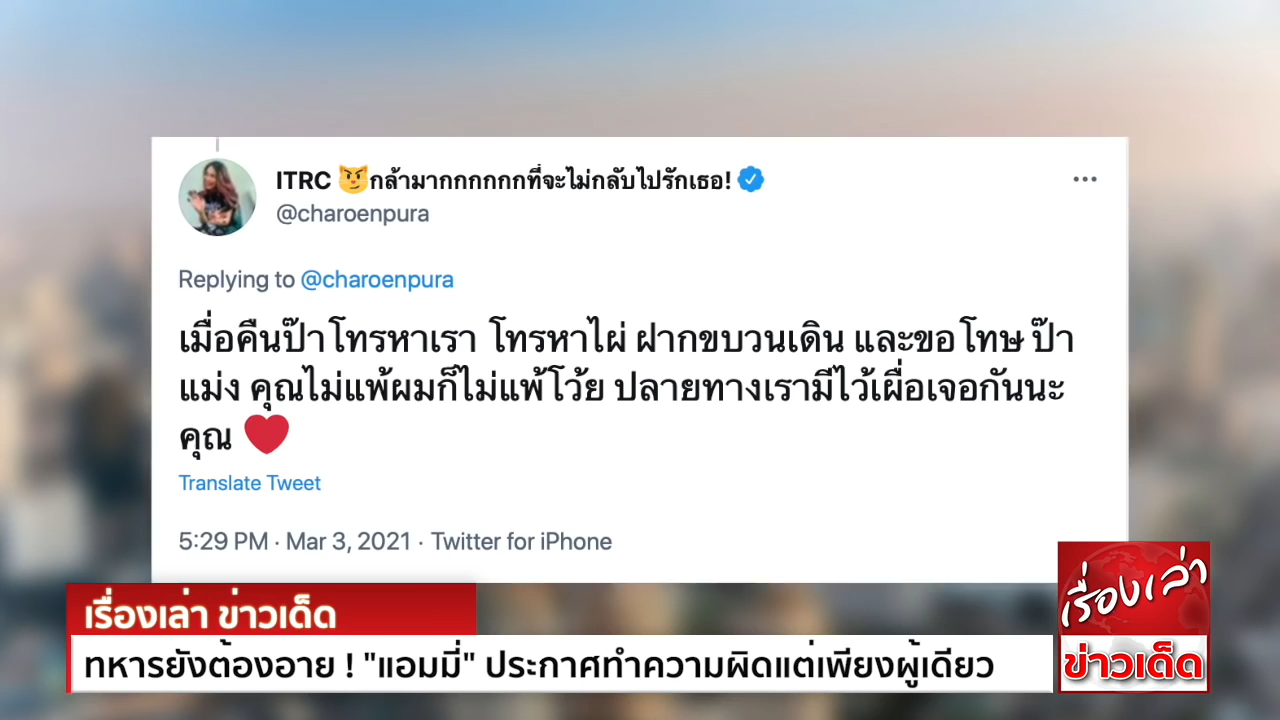 ITRC 😼กล้ามากกกกกกที่จะไม่กลับไปรักเธอ!
@charoenpura
Replying to @charoenpura
เมื่อคืนป๊าโทรหาเรา โทรหาไผ่ ฝากขบวนเดิน และขอโทษ ป๊า
แม่ง คุณไม่แพ้ผมก็ไม่แพ้โว้ย ปลายทางเรามีไว้เผื่อเจอกันนะ
คุณ ❤️
Translate Tweet
5:29 PM · Mar 3, 2021 · Twitter for iPhone
เรื่องเล่า ข่าวเด็ด
ทหารยังต้องอาย ! "แอมมี่" ประกาศทำความผิดแต่เพียงผู้เดียว
เรื่องเล่า
ข่าวเด็ด